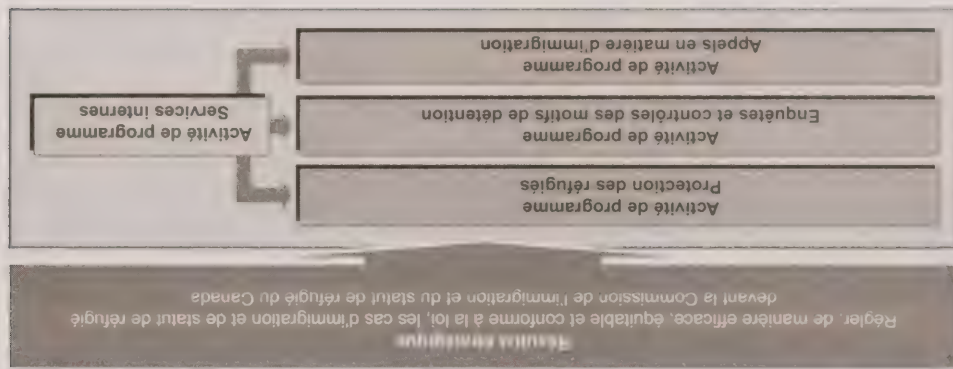 Résultat stratégique
Régler, de manière efficace, équitable et conforme à la loi, les cas d'immigration et de statut de réfugié
devant la Commission de l'immigration et du statut de réfugié du Canada
Activité de programme
Protection des réfugiés
Activité de programme
Enquêtes et contrôles des motifs de détention
Activité de programme
Appels en matière d'immigration
Activité de programme
Services internes